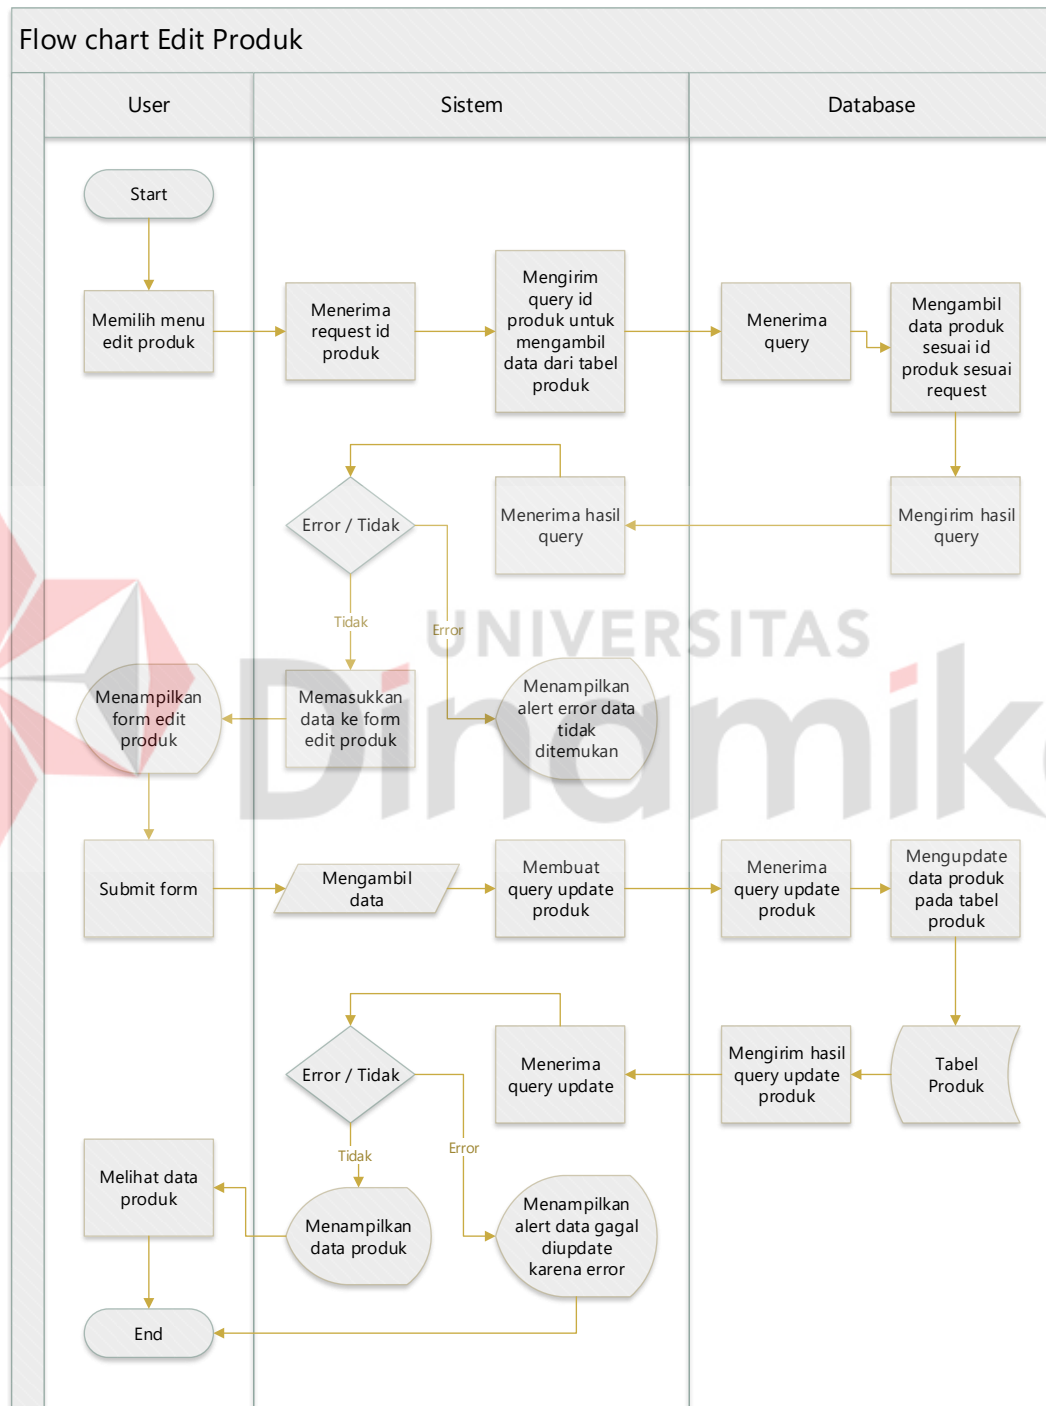 Flow chart Edit Produk
User
Sistem
Database
Start
Memilih menu
edit produk
Menerima
request id
produk
Mengirim
query id
produk untuk
mengambil
data dari tabel
produk
Menerima
query
Mengambil
data produk
sesuai id
produk sesuai
request
Error / Tidak
Menerima hasil
query
Mengirim hasil
query
Tidak
Error
UNIVERSITAS
Dinamika
Menampilkan
form edit
produk
Memasukkan
data ke form
edit produk
Menampilkan
alert error data
tidak
ditemukan
Submit form
Mengambil
data
Membuat
query update
produk
Menerima
query update
produk
Mengupdate
data produk
pada tabel
produk
Error / Tidak
Menerima
query update
Mengirim hasil
query update
produk
Tabel
Produk
Tidak
Error
Melihat data
produk
Menampilkan
data produk
Menampilkan
alert data gagal
diupdate
karena error
End